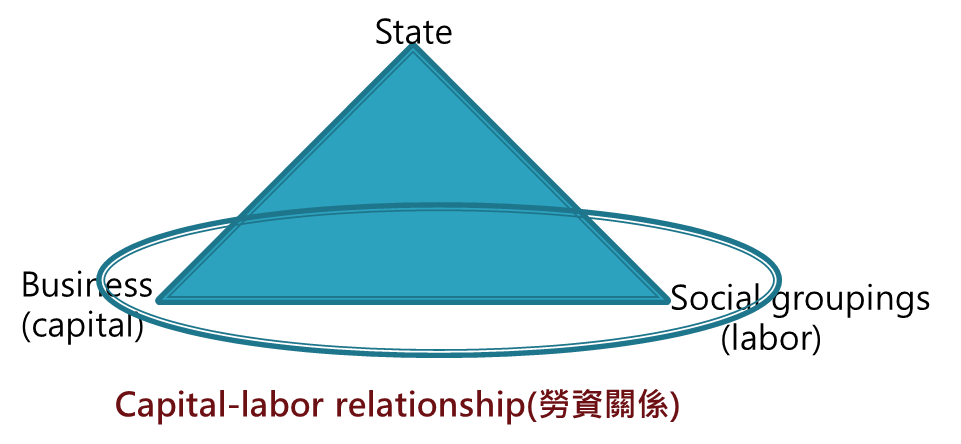 State
Business
(capital)
Social groupings
(labor)
Capital-labor relationship(勞資關係)